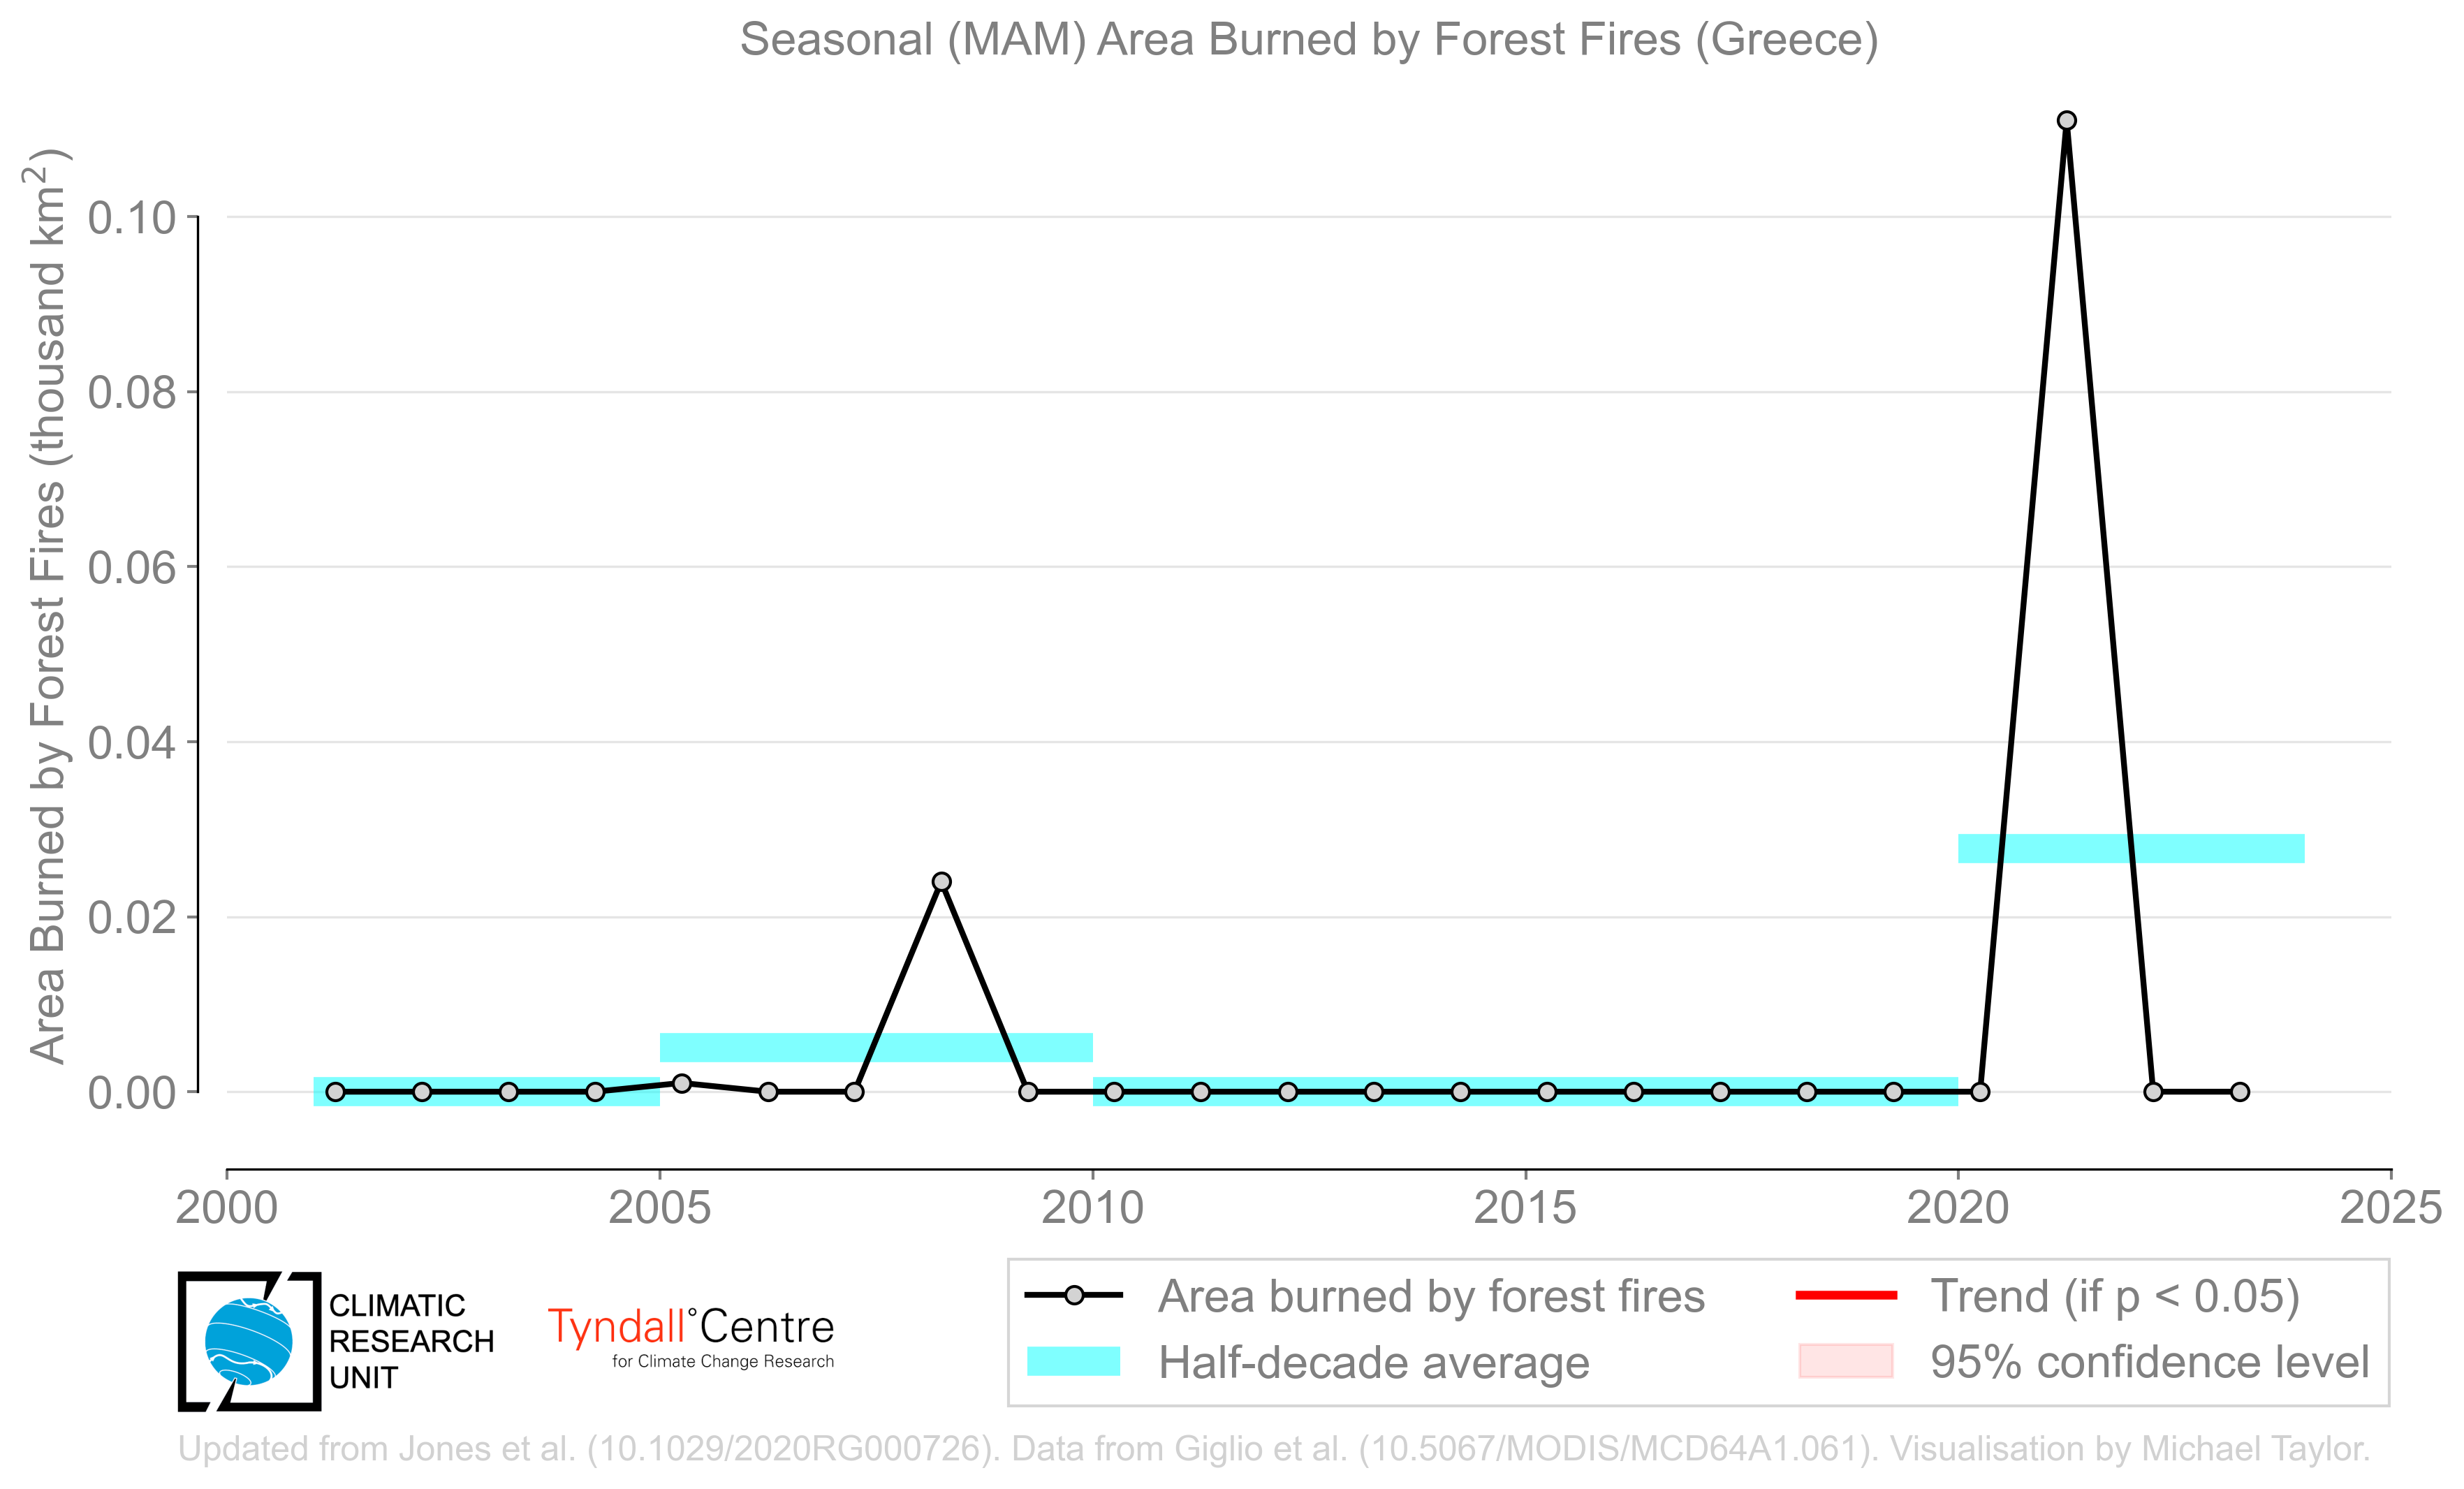 Seasonal (MAM) Area Burned by Forest Fires (Greece)
Area Burned by Forest Fires (thousand km²)
0.10
0.08
0.06
0.04
0.02
0.00
2000 2005 2010 2015 2020 2025
CLIMATIC
RESEARCH
UNIT
Tyndall°Centre
for Climate Change Research
Area burned by forest fires
Half-decade average
Trend (if p < 0.05)
95% confidence level
Updated from Jones et al. (10.1029/2020RG000726). Data from Giglio et al. (10.5067/MODIS/MCD64A1.061). Visualisation by Michael Taylor.